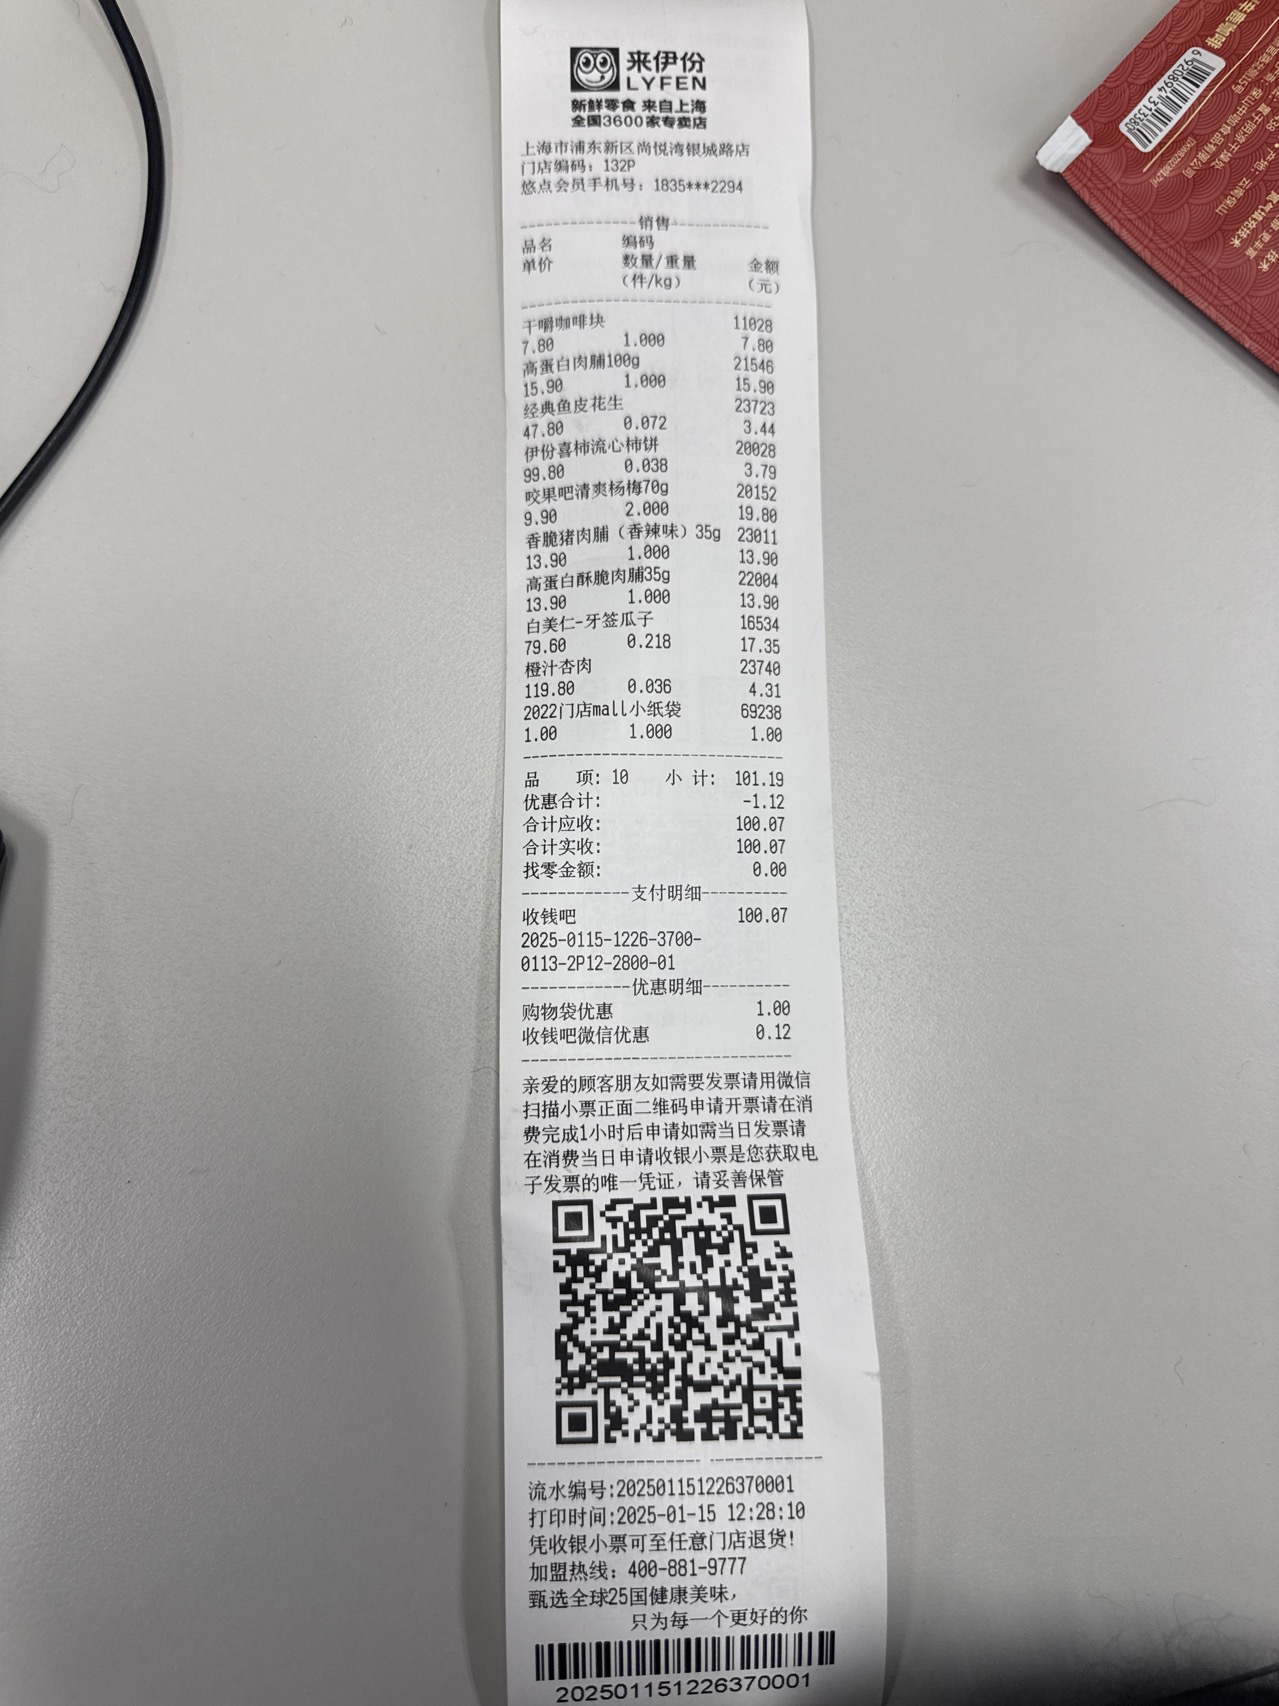 来伊份
LYFEN
新鲜零食 来自上海
全国3600家专卖店
上海市浦东新区尚悦湾银城路店
门店编码：132P
悠点会员手机号：1835***2294
----------------销售----------------
品名 编码
单价 数量/重量 金额
（件/kg） （元）
干嚼咖啡块 11028
7.80 1.000 7.80
高蛋白肉脯100g 21546
15.90 1.000 15.90
经典鱼皮花生 23723
47.80 0.072 3.44
伊份喜柿流心柿饼 20028
99.80 0.038 3.79
咬果吧清爽杨梅70g 20152
9.90 2.000 19.80
香脆猪肉脯（香辣味）35g 23011
13.90 1.000 13.90
高蛋白酥脆肉脯35g 22004
13.90 1.000 13.90
白美仁-牙签瓜子 16534
79.60 0.218 17.35
橙汁杏肉 23740
119.80 0.036 4.31
2022门店mall小纸袋 69238
1.00 1.000 1.00
品 项: 10 小 计: 101.19
优惠合计: -1.12
合计应收: 100.07
合计实收: 100.07
找零金额: 0.00
------------支付明细----------
收钱吧 100.07
2025-0115-1226-3700-
0113-2P12-2800-01
------------优惠明细----------
购物袋优惠 1.00
收钱吧微信优惠 0.12
亲爱的顾客朋友如需要发票请用微信
扫描小票正面二维码申请开票请在消
费完成1小时后申请如需当日发票请
在消费当日申请收银小票是您获取电
子发票的唯一凭证，请妥善保管
流水编号:202501151226370001
打印时间:2025-01-15 12:28:10
凭收银小票可至任意门店退货!
加盟热线：400-881-9777
甄选全球25国健康美味，
只为每一个更好的你
202501151226370001
6 920894 313380
保山中咖食品有限公司
产地：云南保山